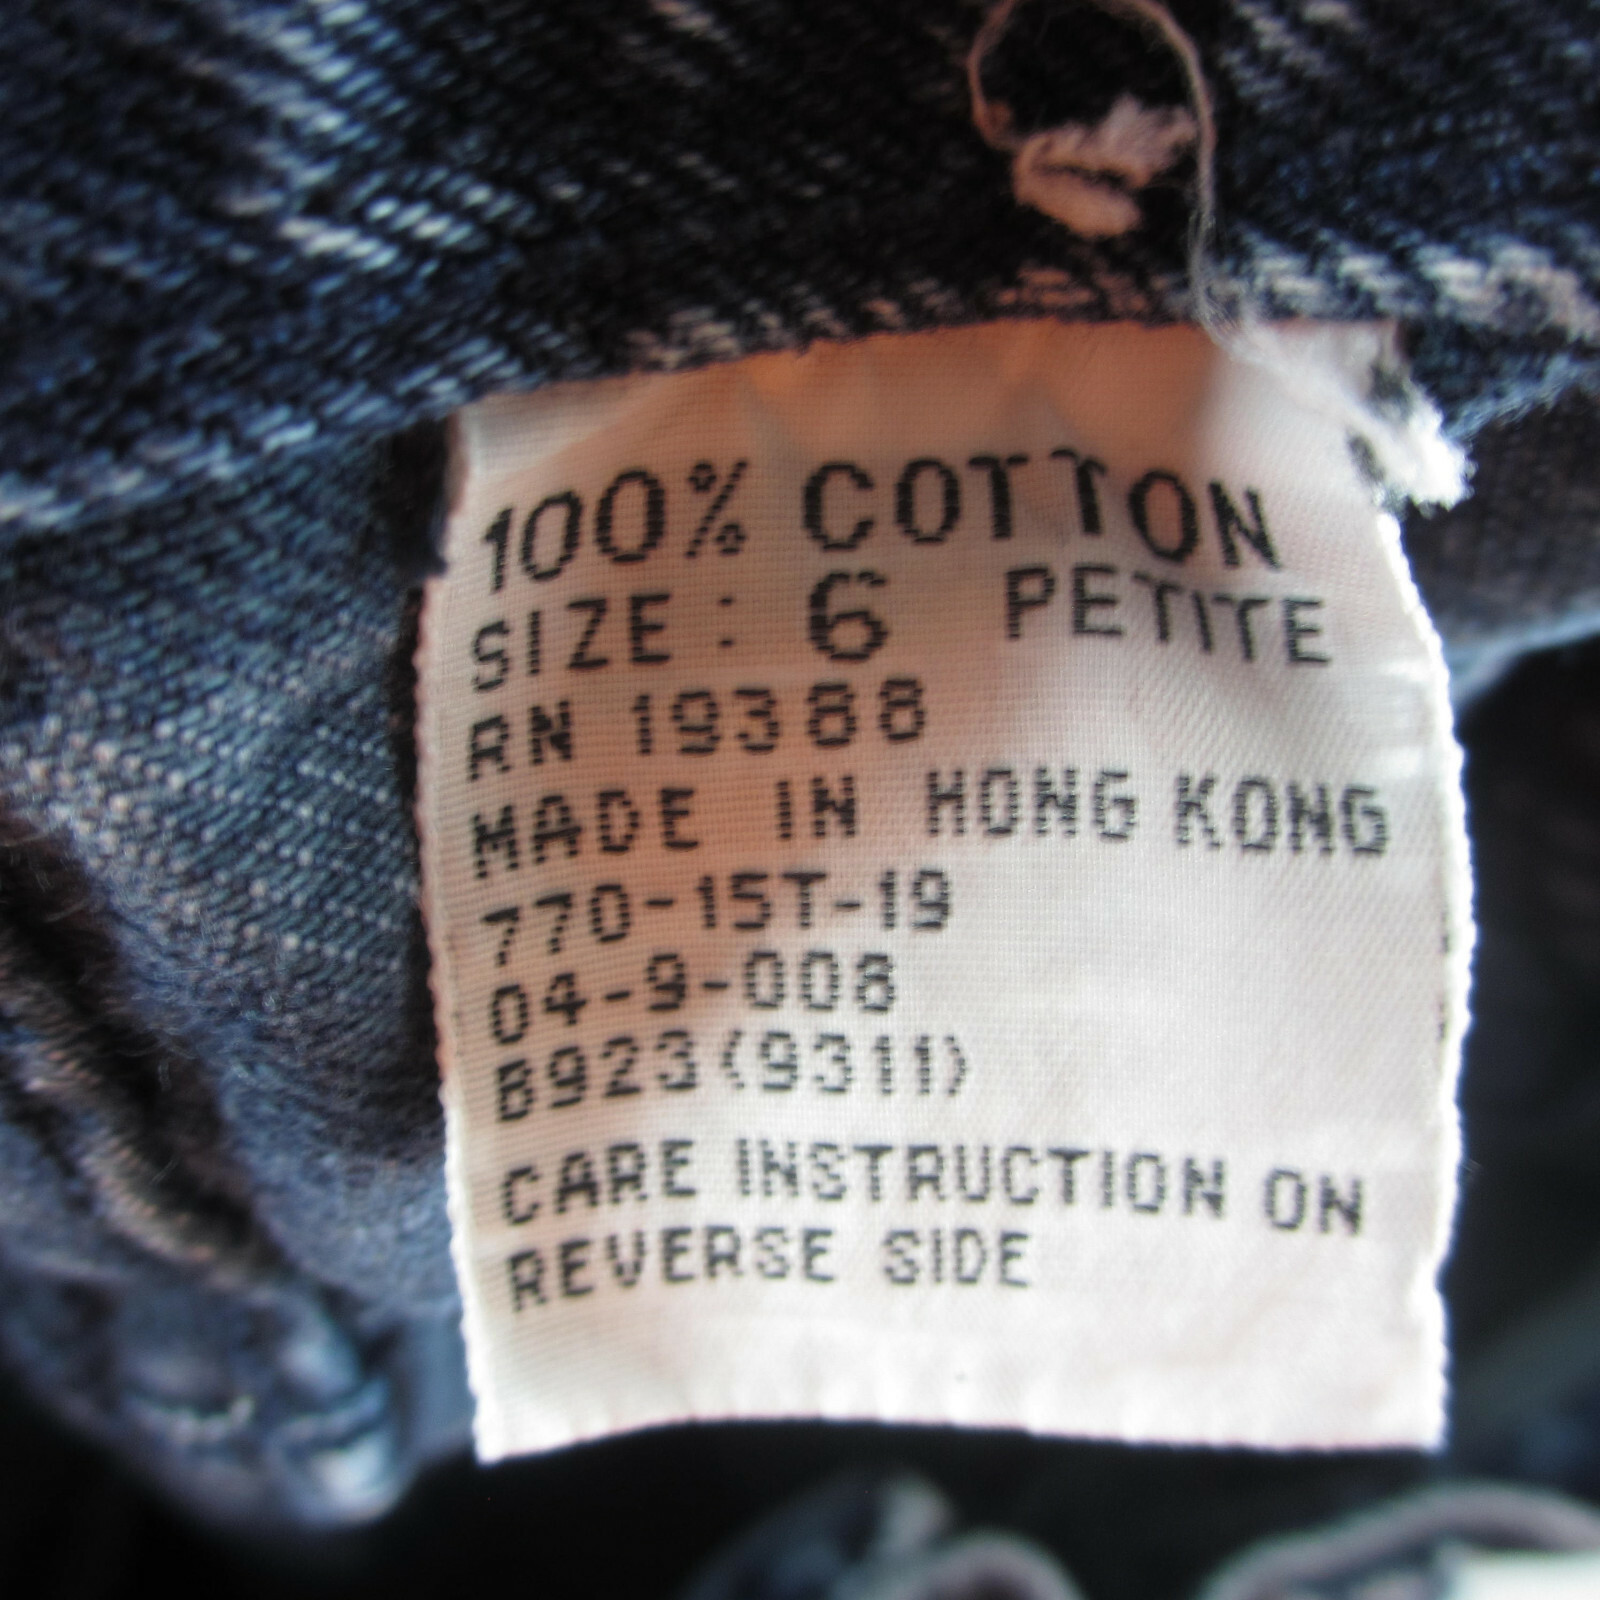 100% COTTON
SIZE: 6 PETITE
RN 19388
MADE IN HONG KONG
770-15T-19
04-9-008
B923(9311)
CARE INSTRUCTION ON
REVERSE SIDE